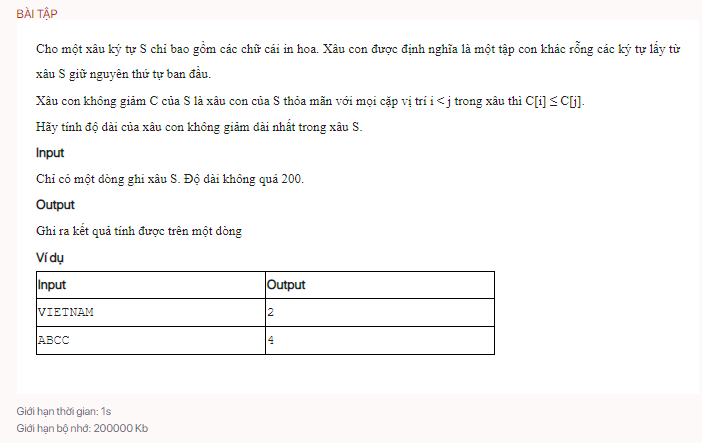 BÀI TẬP
Cho một xâu ký tự S chỉ bao gồm các chữ cái in hoa. Xâu con được định nghĩa là một tập con khác rỗng các ký tự lấy từ
xâu S giữ nguyên thứ tự ban đầu.
Xâu con không giảm C của S là xâu con của S thỏa mãn với mọi cặp vị trí i < j trong xâu thì C[i] ≤ C[j].
Hãy tính độ dài của xâu con không giảm dài nhất trong xâu S.
Input
Chỉ có một dòng ghi xâu S. Độ dài không quá 200.
Output
Ghi ra kết quả tính được trên một dòng
Ví dụ
Input Output
VIETNAM 2
ABCC 4
Giới hạn thời gian: 1s
Giới hạn bộ nhớ: 200000 Kb